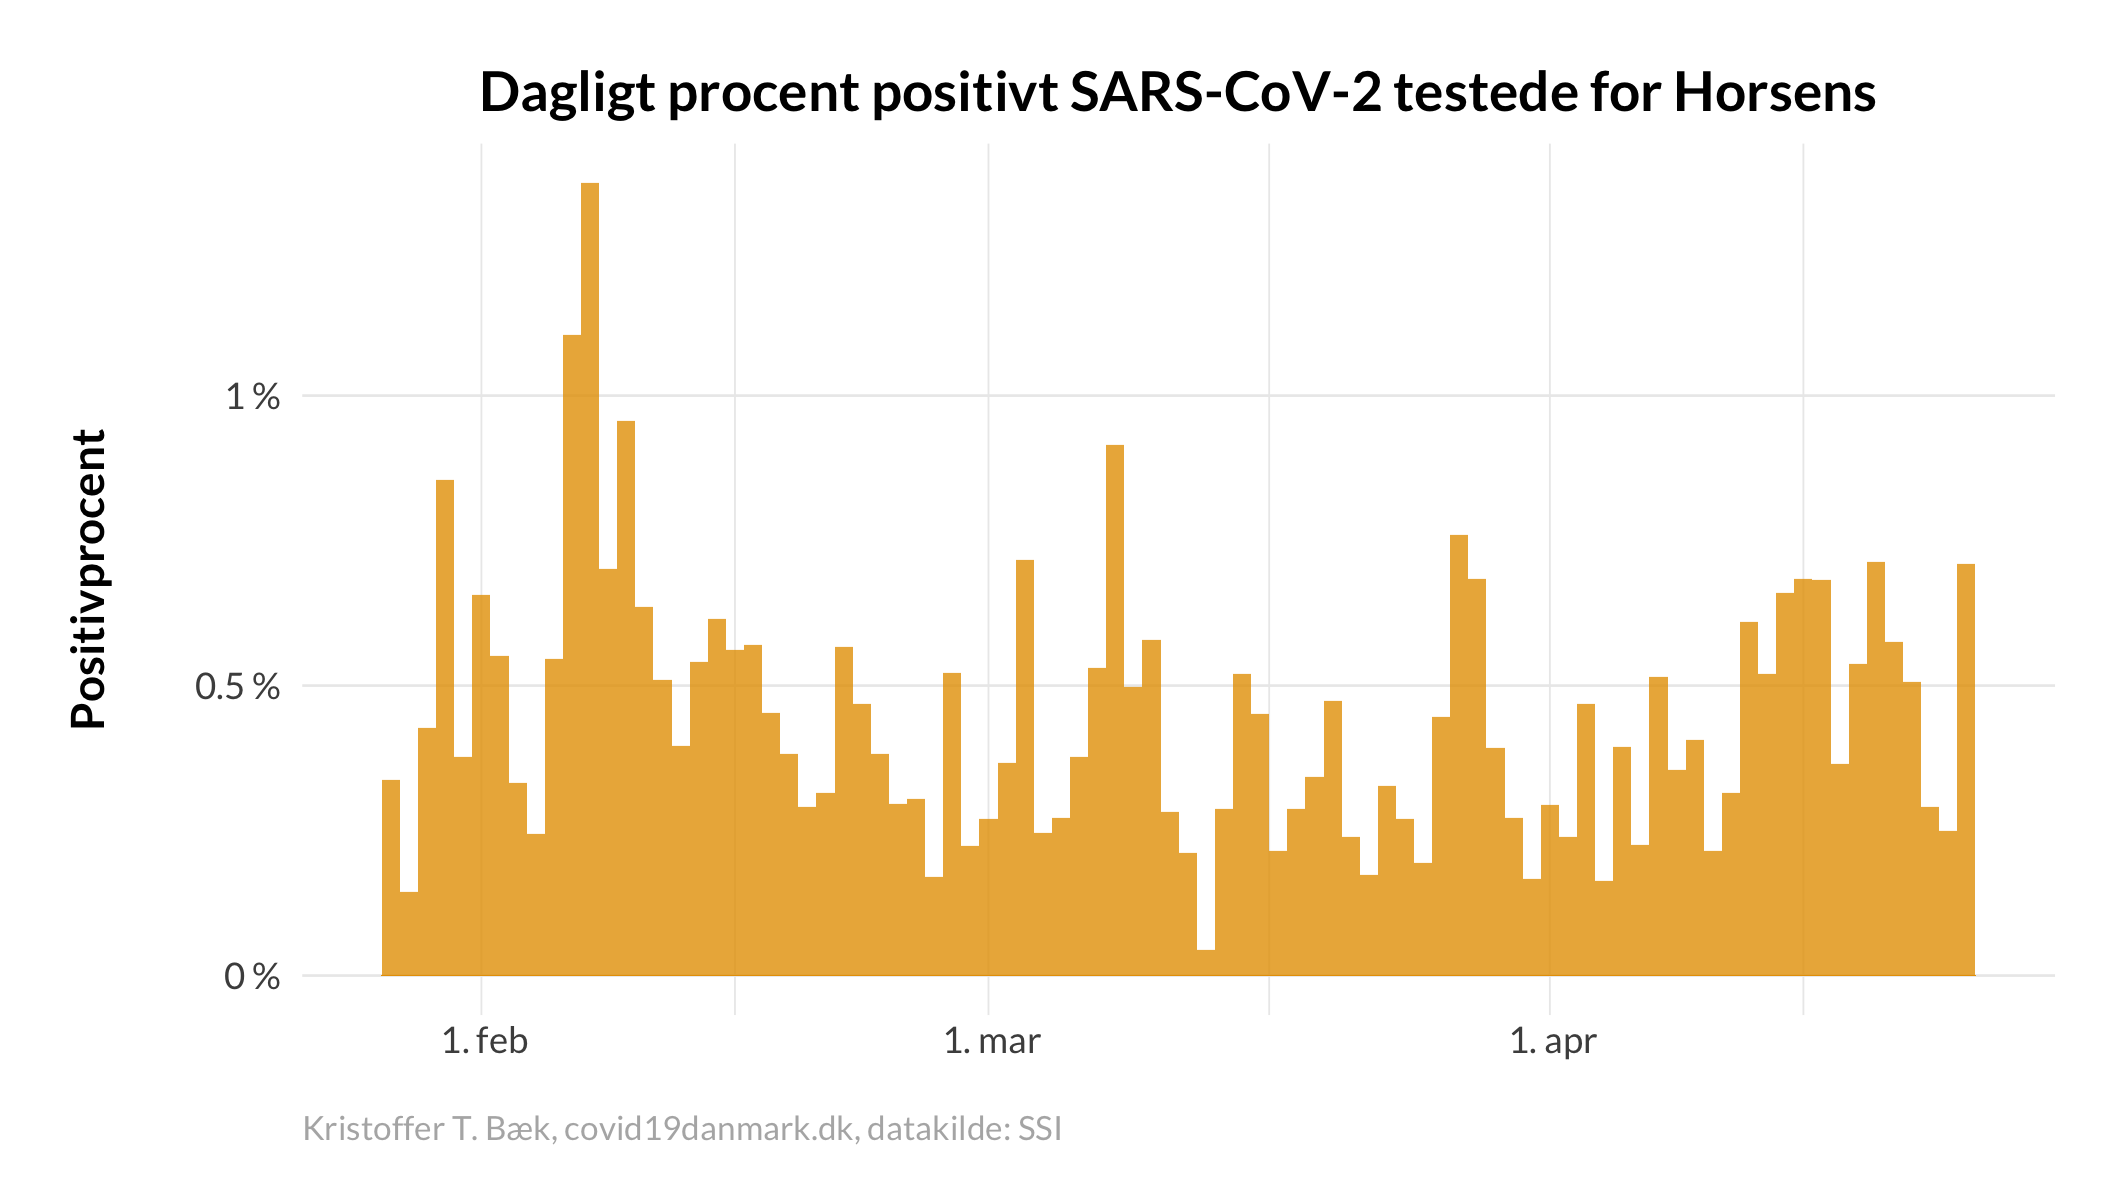 Dagligt procent positivt SARS-CoV-2 testede for Horsens
Positivprocent
1 %
0.5 %
0 %
1. feb
1. mar
1. apr
Kristoffer T. Bæk, covid19danmark.dk, datakilde: SSI